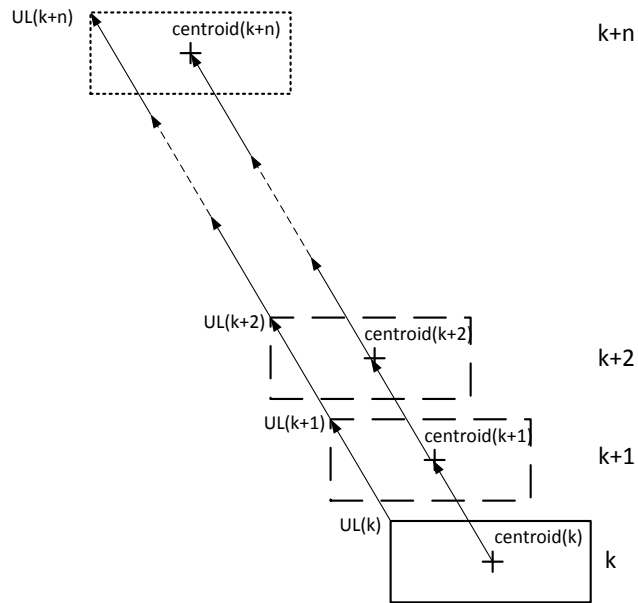 UL(k+n)
centroid(k+n)
k+n
UL(k+2)
centroid(k+2)
k+2
UL(k+1)
centroid(k+1)
k+1
UL(k)
centroid(k)
k